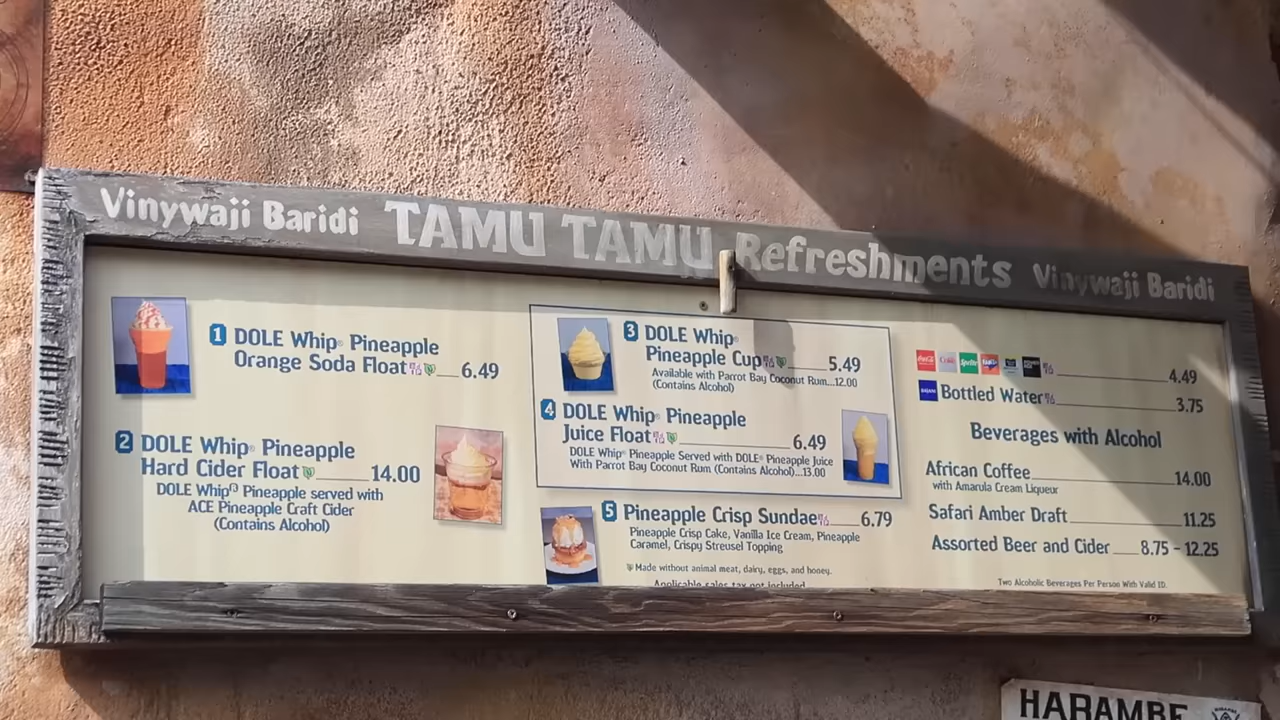 Vinywaji Baridi TAMU TAMU Refreshments Vinywaji Baridi
1 DOLE Whip® Pineapple
Orange Soda Float 6.49
2 DOLE Whip® Pineapple
Hard Cider Float 14.00
DOLE Whip® Pineapple served with
ACE Pineapple Craft Cider
(Contains Alcohol)
3 DOLE Whip®
Pineapple Cup 5.49
Available with Parrot Bay Coconut Rum...12.00
(Contains Alcohol)
4 DOLE Whip® Pineapple
Juice Float 6.49
DOLE Whip® Pineapple Served with DOLE® Pineapple Juice
With Parrot Bay Coconut Rum (Contains Alcohol)...13.00
5 Pineapple Crisp Sundae 6.79
Pineapple Crisp Cake, Vanilla Ice Cream, Pineapple
Caramel, Crispy Streusel Topping
Made without animal meat, dairy, eggs, and honey.
Applicable sales tax not included
Coca-Cola Sprite 4.49
DASANI Bottled Water 3.75
Beverages with Alcohol
African Coffee 14.00
with Amarula Cream Liqueur
Safari Amber Draft 11.25
Assorted Beer and Cider 8.75 - 12.25
Two Alcoholic Beverages Per Person With Valid ID.
HARAMBE